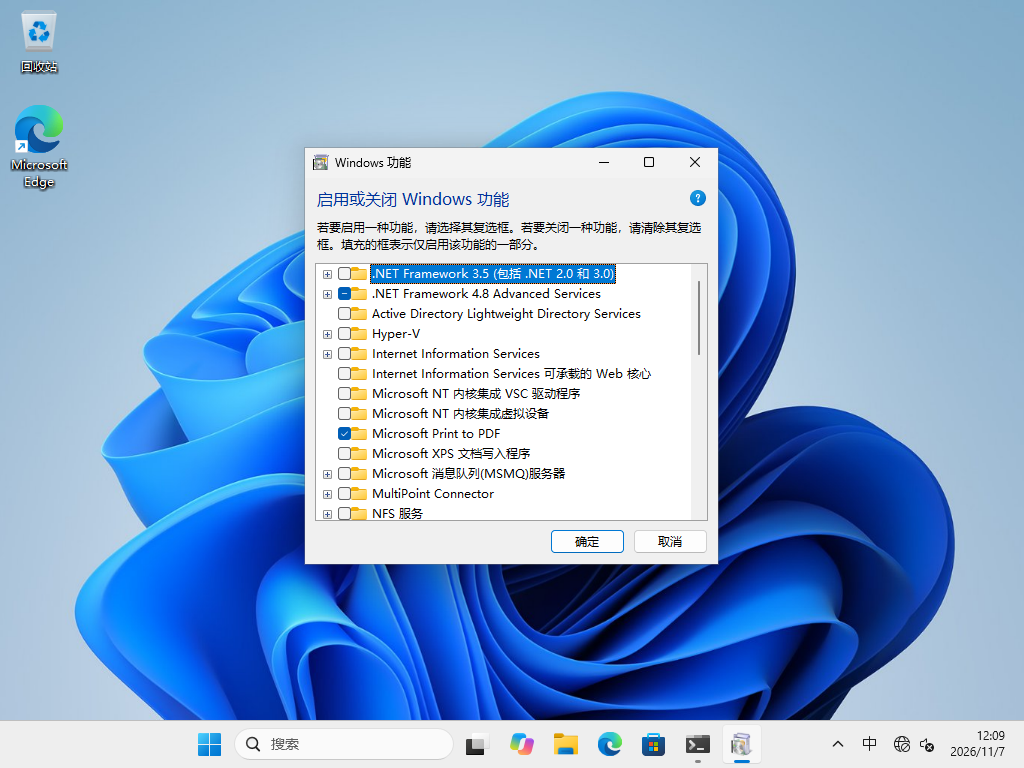 回收站
Microsoft
Edge
Windows 功能
启用或关闭 Windows 功能
若要启用一种功能，请选择其复选框。若要关闭一种功能，请清除其复选
框。填充的框表示仅启用该功能的一部分。
.NET Framework 3.5 (包括 .NET 2.0 和 3.0)
.NET Framework 4.8 Advanced Services
Active Directory Lightweight Directory Services
Hyper-V
Internet Information Services
Internet Information Services 可承载的 Web 核心
Microsoft NT 内核集成 VSC 驱动程序
Microsoft NT 内核集成虚拟设备
Microsoft Print to PDF
Microsoft XPS 文档写入程序
Microsoft 消息队列(MSMQ)服务器
MultiPoint Connector
NFS 服务
确定
取消
搜索
中
12:09
2026/11/7